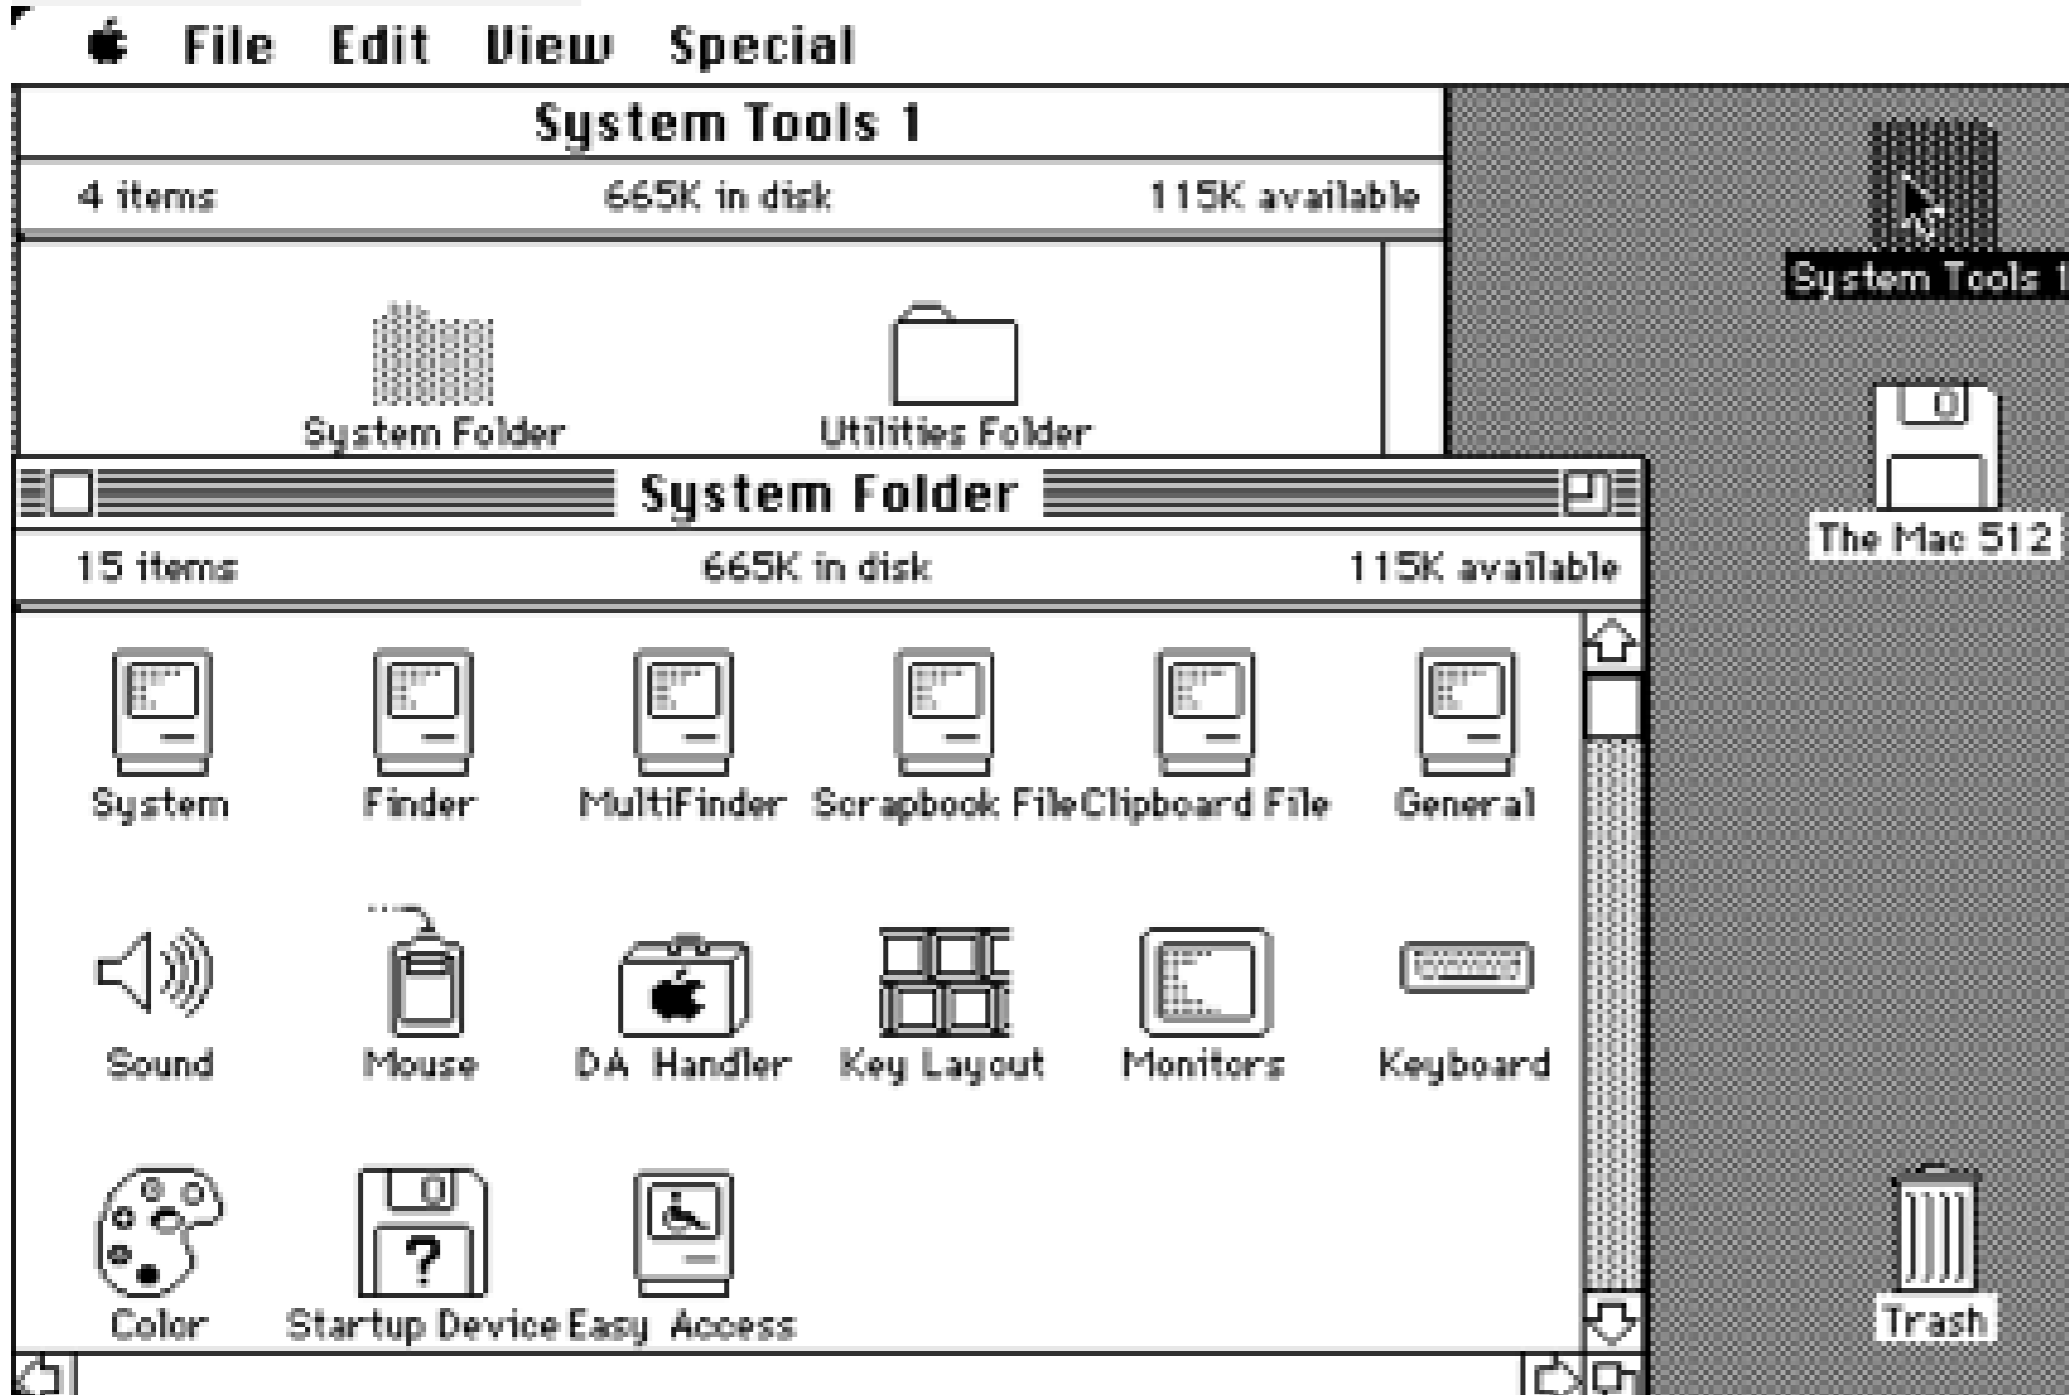 File Edit View Special
System Tools 1
4 items 665K in disk 115K available
System Tools 1
System Folder Utilities Folder
The Mac 512
System Folder
15 items 665K in disk 115K available
System Finder MultiFinder Scrapbook File Clipboard File General
Sound Mouse DA Handler Key Layout Monitors Keyboard
?
Color Startup Device Easy Access
Trash